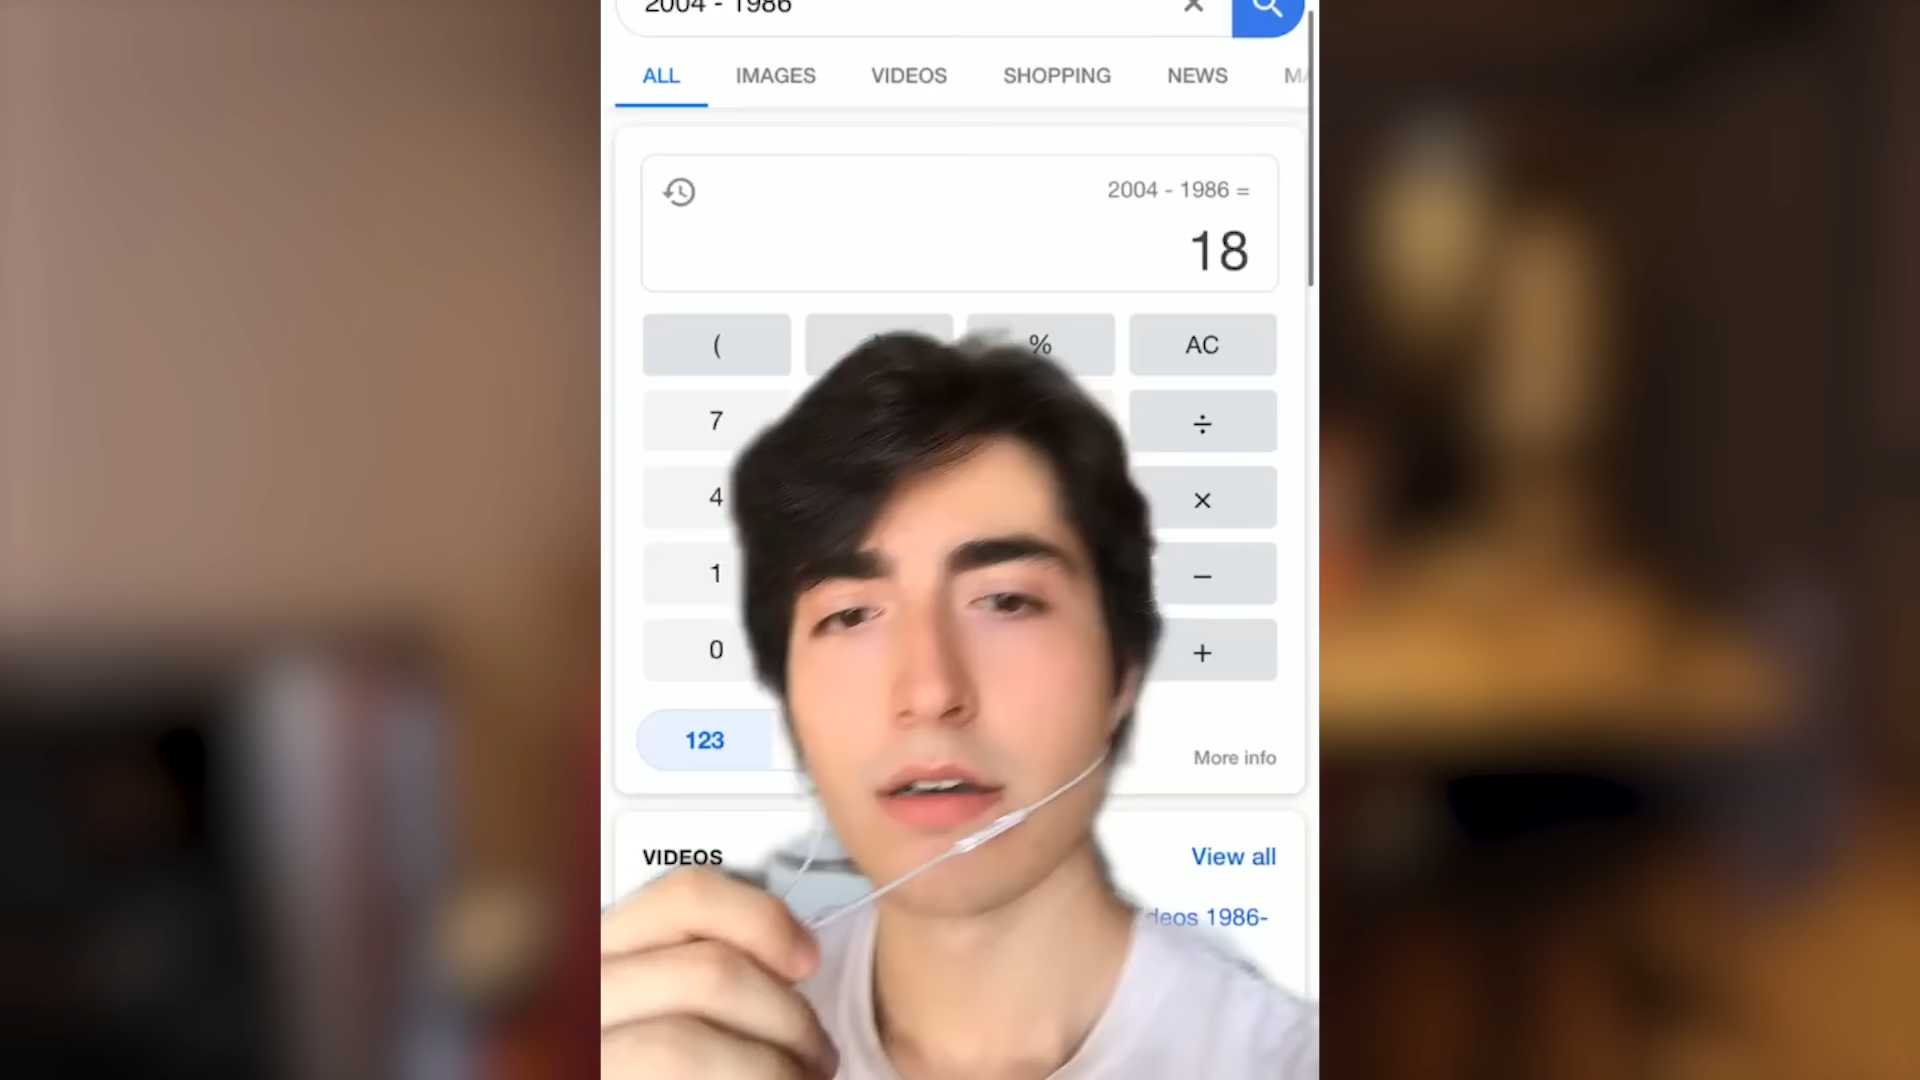 2004 - 1986
ALL IMAGES VIDEOS SHOPPING NEWS
2004 - 1986 =
18
( % AC
7 ÷
4 ×
1 −
0 +
123
More info
VIDEOS View all
1986-